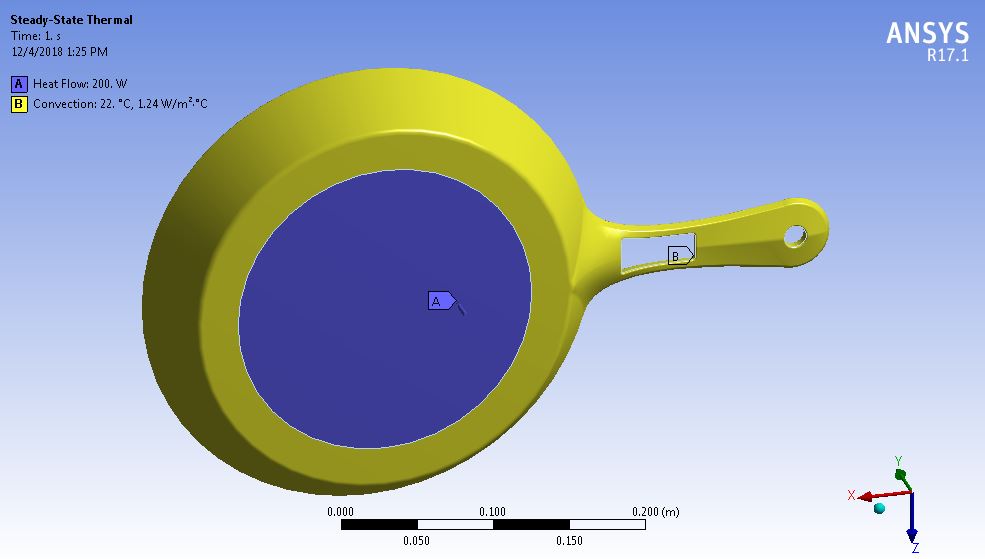 Steady-State Thermal
Time: 1. s
12/4/2018 1:25 PM
ANSYS
R17.1
A Heat Flow: 200. W
B Convection: 22. °C, 1.24 W/m²·°C
B
A
0.000 0.100 0.200 (m)
0.050 0.150
Y
X
Z